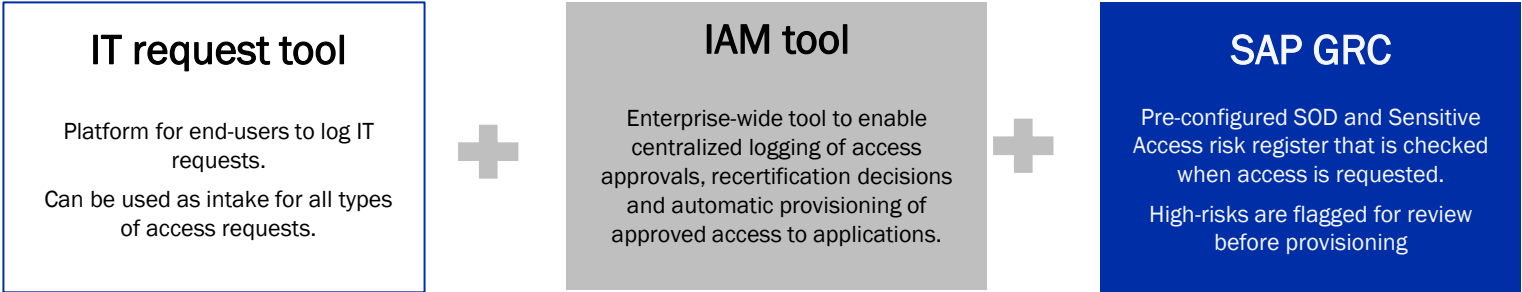 IT request tool
Platform for end-users to log IT
requests.
Can be used as intake for all types
of access requests.
IAM tool
Enterprise-wide tool to enable
centralized logging of access
approvals, recertification decisions
and automatic provisioning of
approved access to applications.
SAP GRC
Pre-configured SOD and Sensitive
Access risk register that is checked
when access is requested.
High-risks are flagged for review
before provisioning